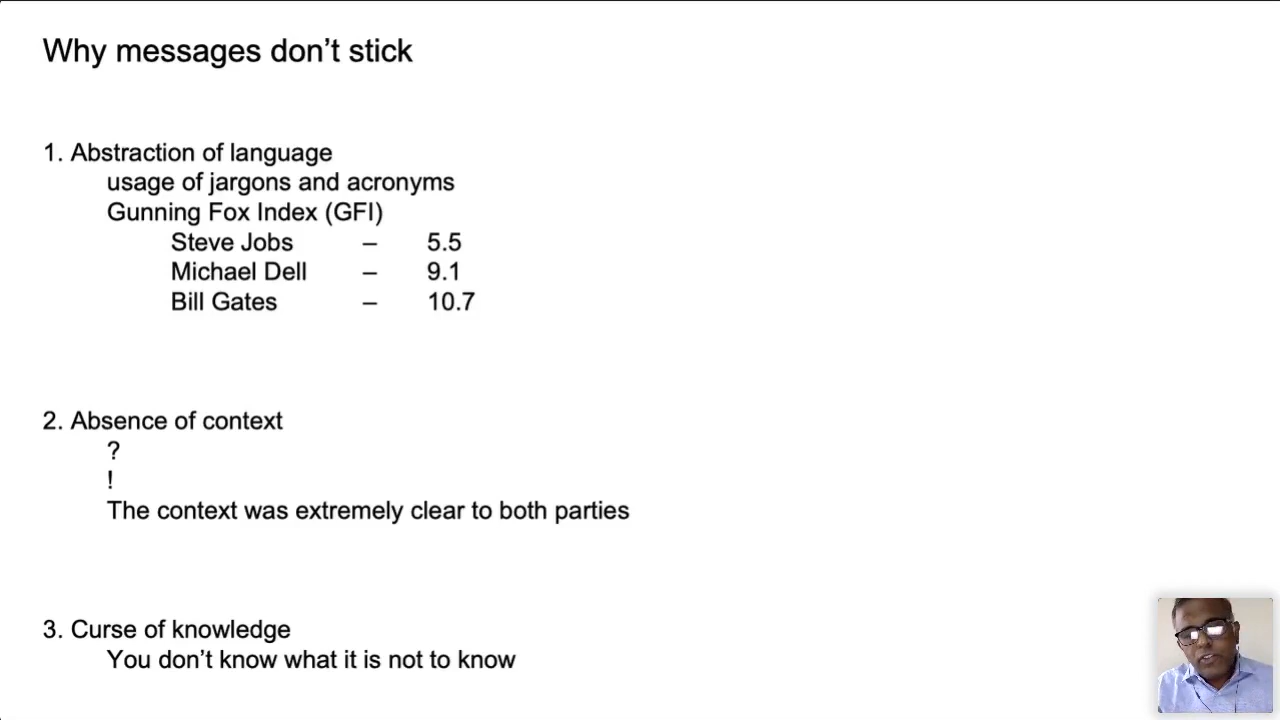 Why messages don’t stick
1. Abstraction of language
usage of jargons and acronyms
Gunning Fox Index (GFI)
Steve Jobs – 5.5
Michael Dell – 9.1
Bill Gates – 10.7
2. Absence of context
?
!
The context was extremely clear to both parties
3. Curse of knowledge
You don’t know what it is not to know